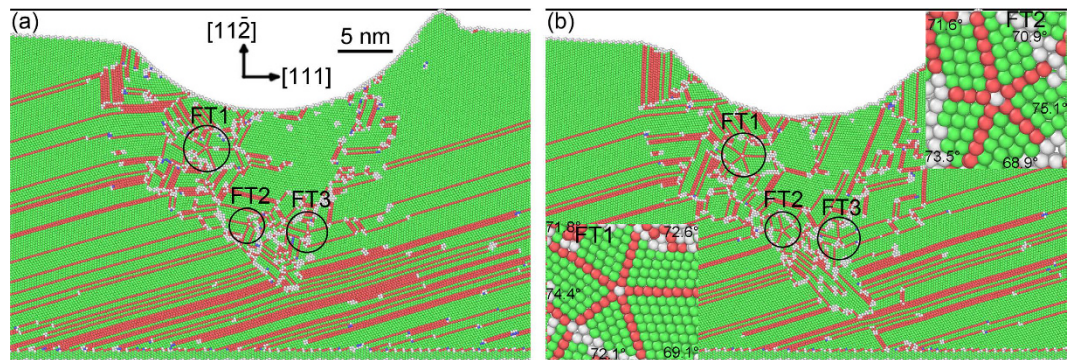 (a)
[112̄]
5 nm
[111]
FT1
FT2
FT3
(b)
FT1
FT2
FT3
71.6°
FT2
70.9°
75.1°
73.5°
68.9°
71.8°
FT1
72.6°
74.4°
72.1°
69.1°